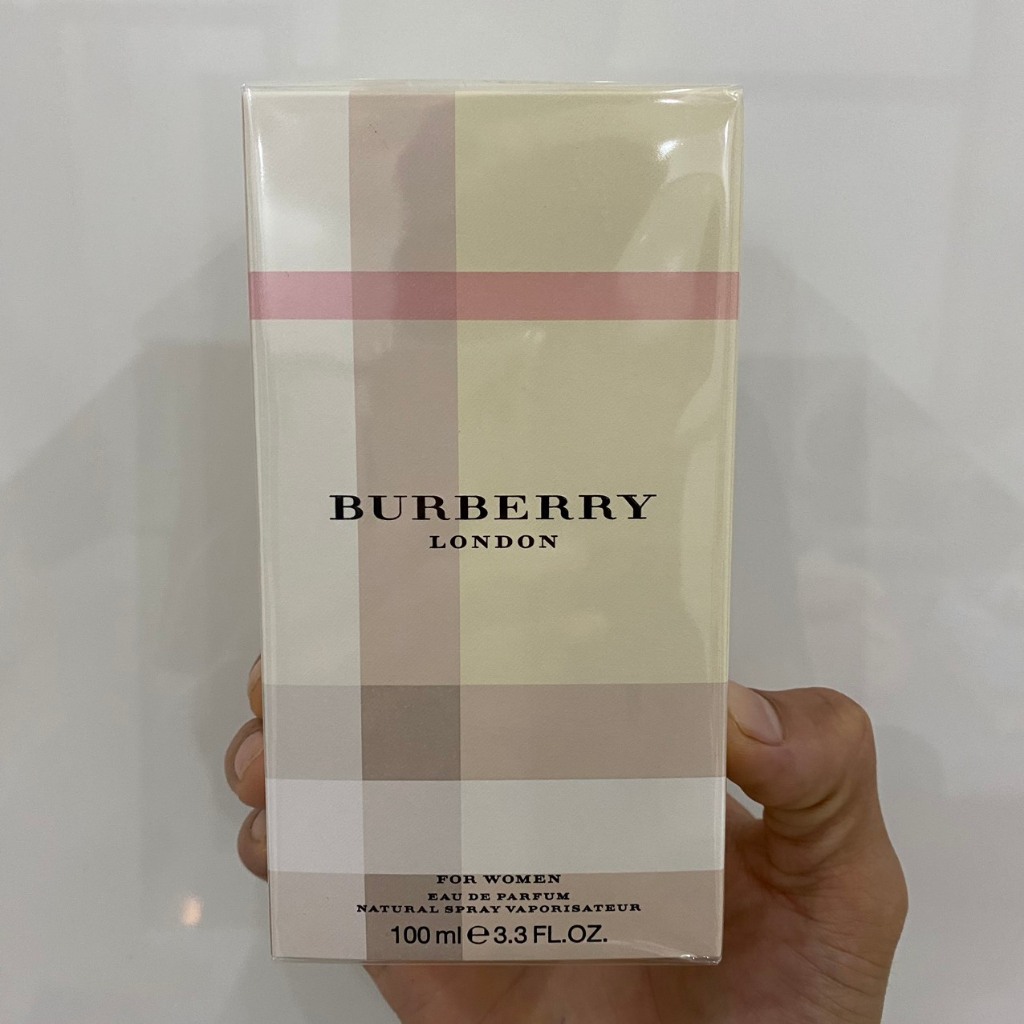 BURBERRY
LONDON
FOR WOMEN
EAU DE PARFUM
NATURAL SPRAY VAPORISATEUR
100 ml ℮ 3.3 FL.OZ.